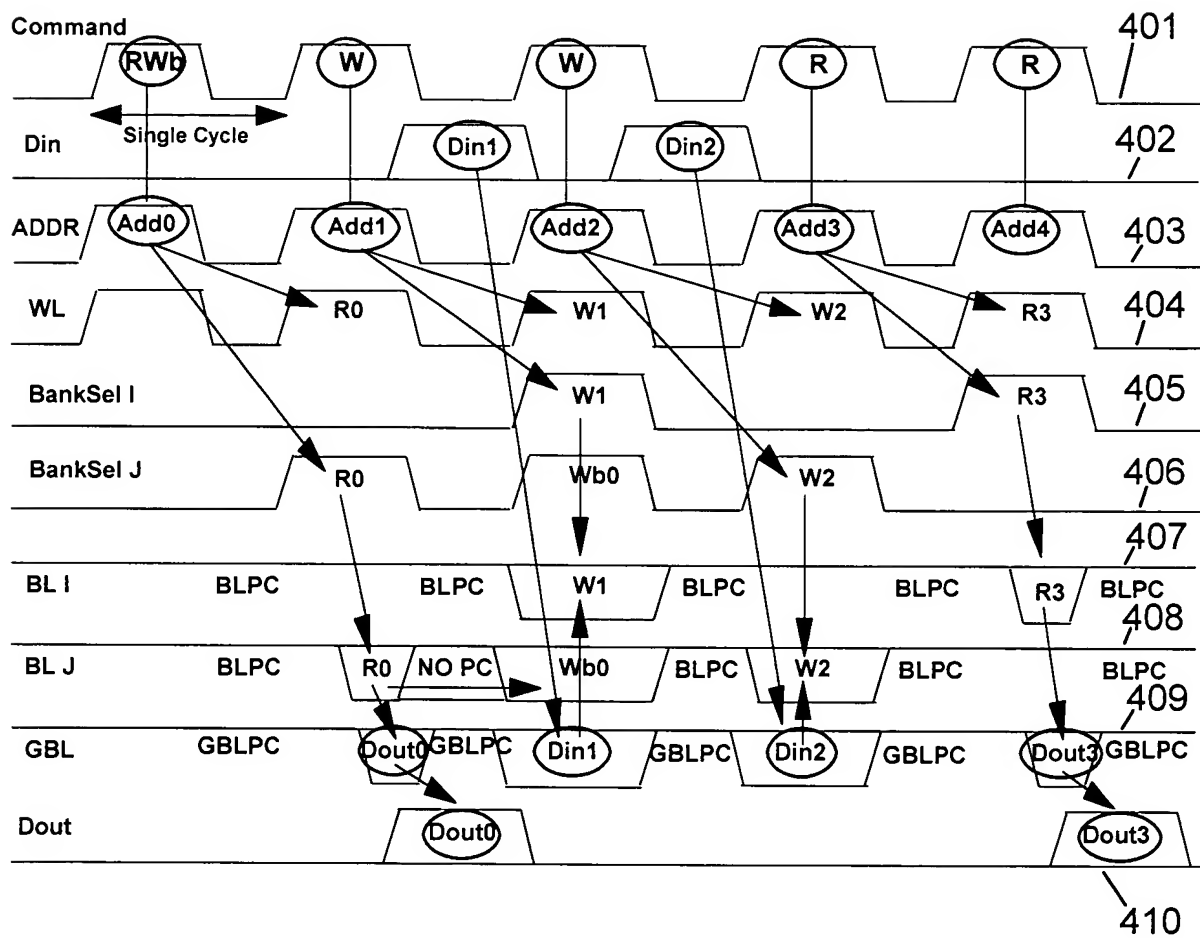 Command
401
RWb W W R R
Single Cycle
402
Din
Din1 Din2
403
ADDR
Add0 Add1 Add2 Add3 Add4
404
WL
R0 W1 W2 R3
405
BankSel I
W1 R3
406
BankSel J
R0 Wb0 W2
407
BL I BLPC BLPC W1 BLPC BLPC R3 BLPC
408
BL J BLPC R0 NO PC Wb0 BLPC W2 BLPC BLPC
409
GBL GBLPC Dout0 GBLPC Din1 GBLPC Din2 GBLPC Dout3 GBLPC
Dout
Dout0 Dout3
410